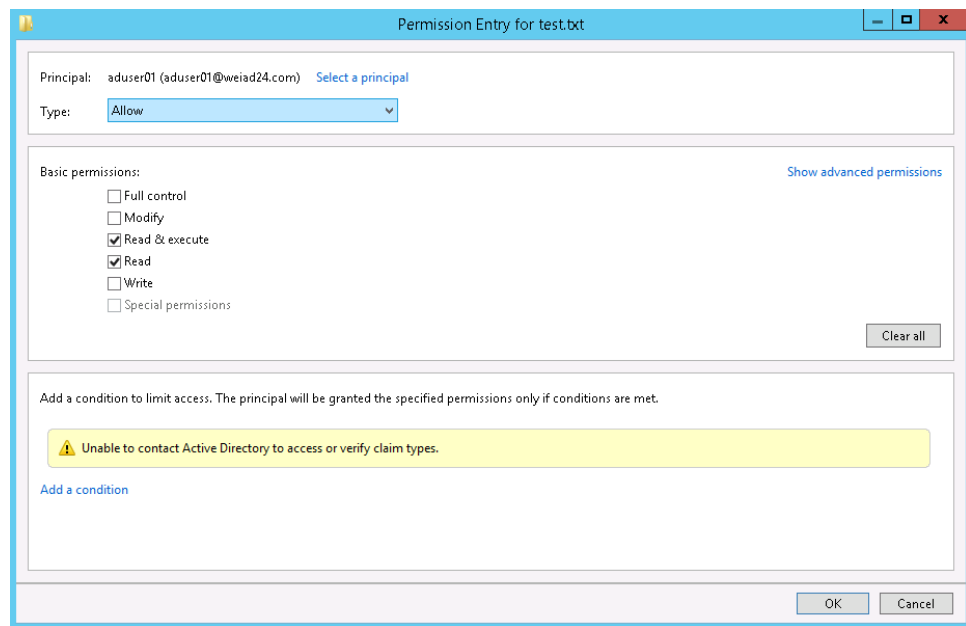 Permission Entry for test.txt
Principal: aduser01 (aduser01@weiad24.com) Select a principal
Type: Allow
Basic permissions:
Show advanced permissions
Full control
Modify
Read & execute
Read
Write
Special permissions
Clear all
Add a condition to limit access. The principal will be granted the specified permissions only if conditions are met.
Unable to contact Active Directory to access or verify claim types.
Add a condition
OK Cancel